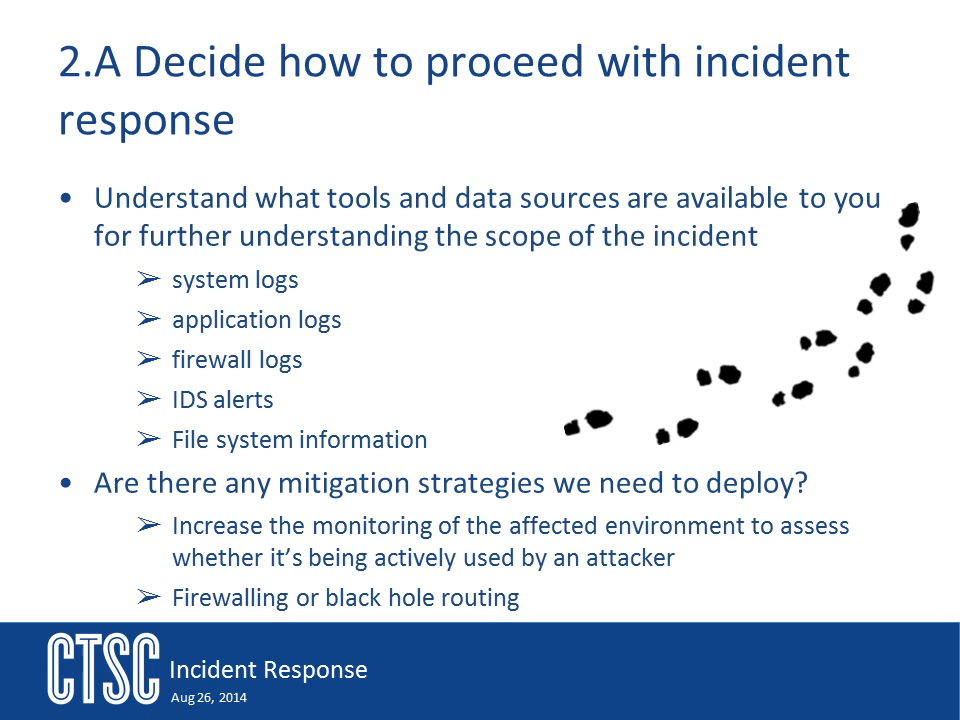 2.A Decide how to proceed with incident
response
• Understand what tools and data sources are available to you
for further understanding the scope of the incident
➢ system logs
➢ application logs
➢ firewall logs
➢ IDS alerts
➢ File system information
• Are there any mitigation strategies we need to deploy?
➢ Increase the monitoring of the affected environment to assess
whether it’s being actively used by an attacker
➢ Firewalling or black hole routing
CTSC
Incident Response
Aug 26, 2014